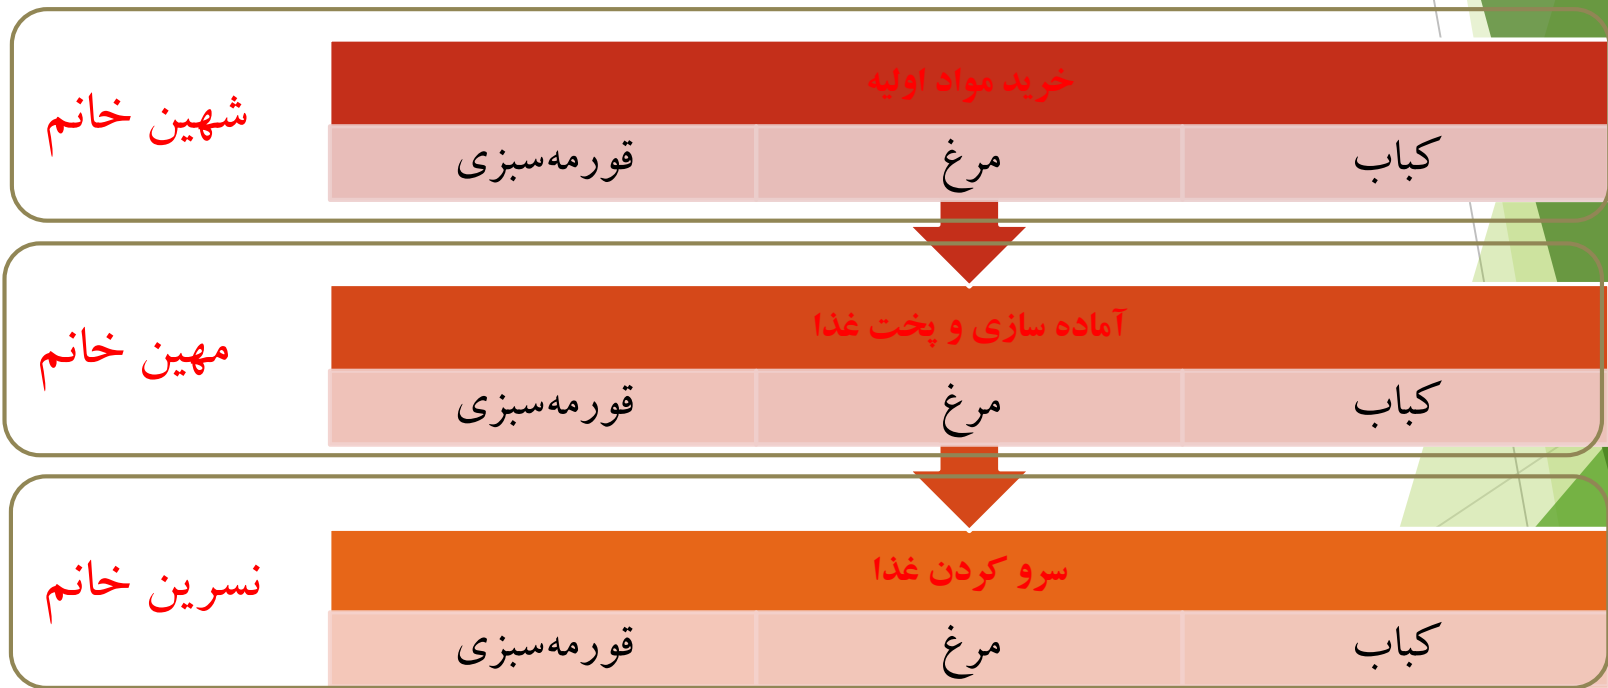 خرید مواد اولیه
شهین خانم
کباب
مرغ
قورمه‌سبزی
آماده سازی و پخت غذا
مهین خانم
کباب
مرغ
قورمه‌سبزی
سرو کردن غذا
نسرین خانم
کباب
مرغ
قورمه‌سبزی